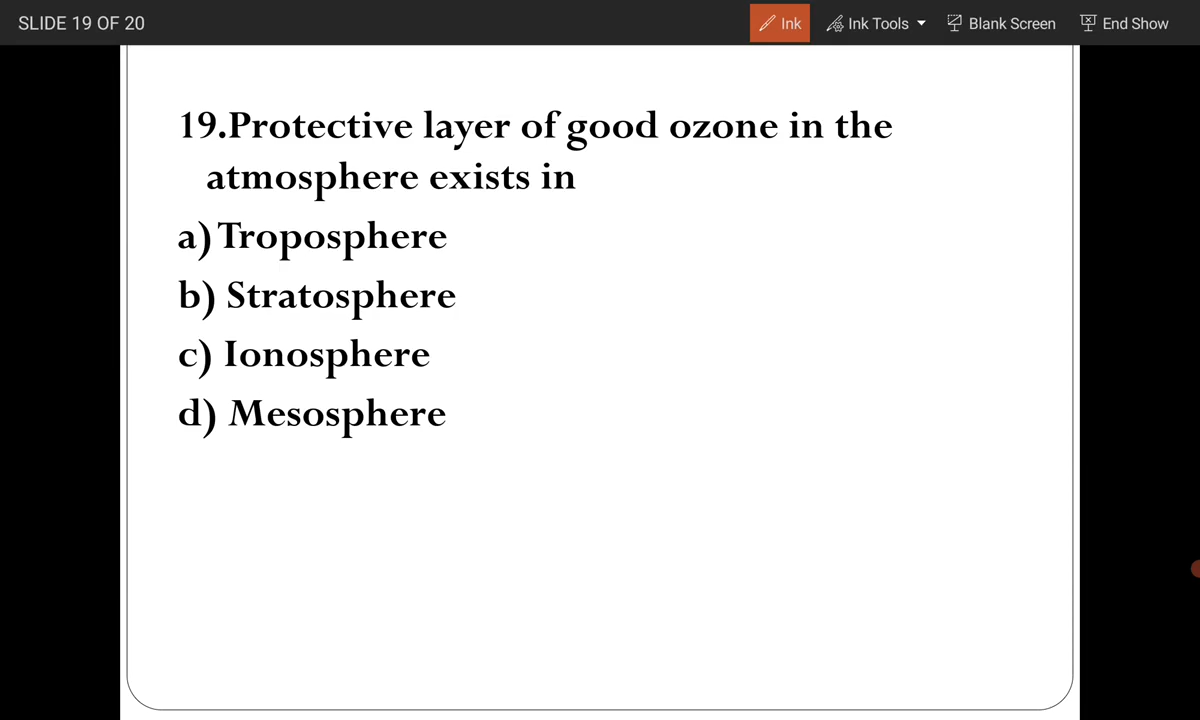 SLIDE 19 OF 20
Ink
Ink Tools
Blank Screen
End Show
19.Protective layer of good ozone in the
atmosphere exists in
a) Troposphere
b) Stratosphere
c) Ionosphere
d) Mesosphere